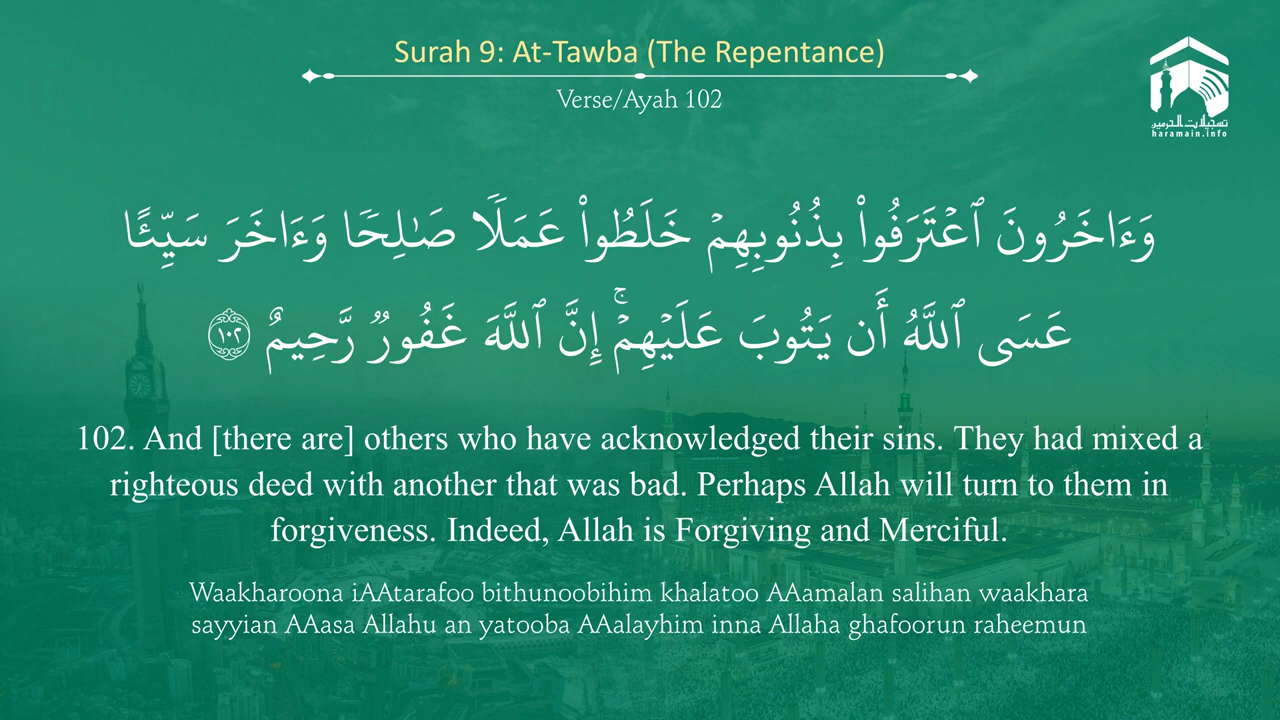 Surah 9: At-Tawba (The Repentance)
Verse/Ayah 102
تسجيلات الحرمين
haramain.info
وَءَاخَرُونَ ٱعْتَرَفُوا۟ بِذُنُوبِهِمْ خَلَطُوا۟ عَمَلًا صَـٰلِحًا وَءَاخَرَ سَيِّئًا
عَسَى ٱللَّهُ أَن يَتُوبَ عَلَيْهِمْ ۚ إِنَّ ٱللَّهَ غَفُورٌ رَّحِيمٌ ١٠٢
102. And [there are] others who have acknowledged their sins. They had mixed a
righteous deed with another that was bad. Perhaps Allah will turn to them in
forgiveness. Indeed, Allah is Forgiving and Merciful.
Waakharoona iAAtarafoo bithunoobihim khalatoo AAamalan salihan waakhara
sayyian AAasa Allahu an yatooba AAalayhim inna Allaha ghafoorun raheemun